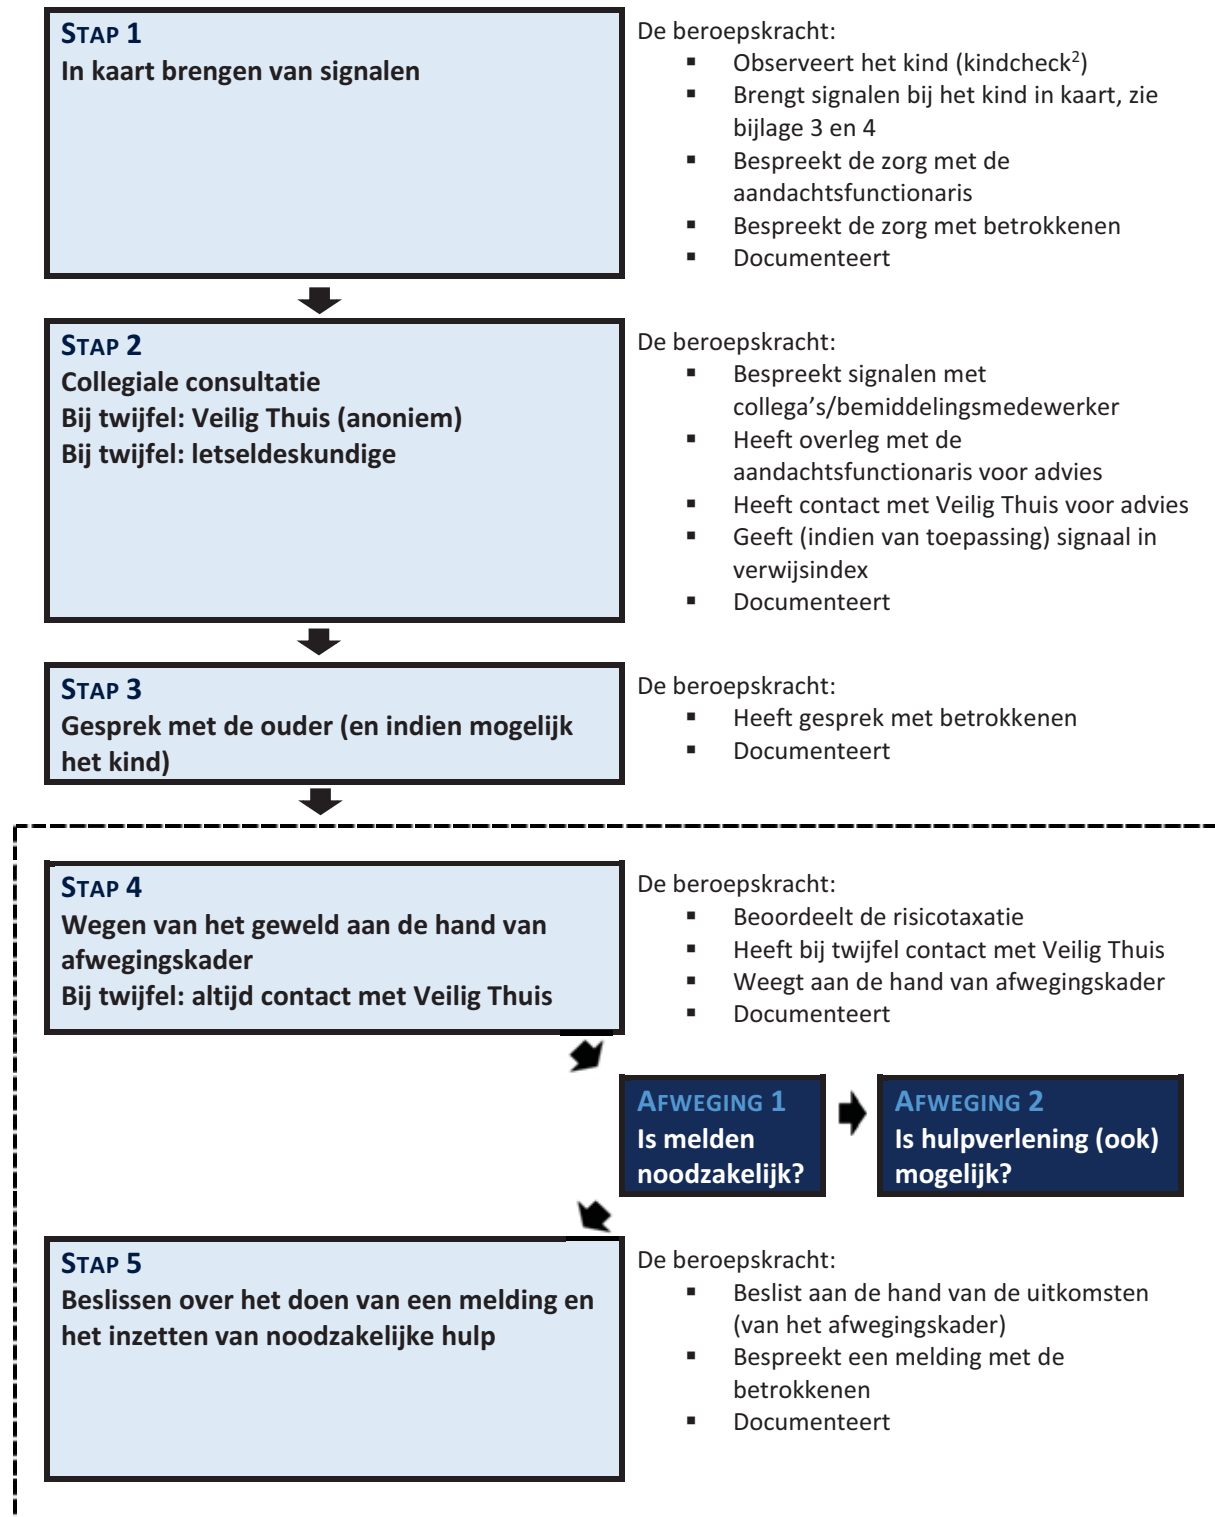 STAP 1
In kaart brengen van signalen
De beroepskracht:
▪ Observeert het kind (kindcheck²)
▪ Brengt signalen bij het kind in kaart, zie
bijlage 3 en 4
▪ Bespreekt de zorg met de
aandachtsfunctionaris
▪ Bespreekt de zorg met betrokkenen
▪ Documenteert
STAP 2
Collegiale consultatie
Bij twijfel: Veilig Thuis (anoniem)
Bij twijfel: letseldeskundige
De beroepskracht:
▪ Bespreekt signalen met
collega’s/bemiddelingsmedewerker
▪ Heeft overleg met de
aandachtsfunctionaris voor advies
▪ Heeft contact met Veilig Thuis voor advies
▪ Geeft (indien van toepassing) signaal in
verwijsindex
▪ Documenteert
STAP 3
Gesprek met de ouder (en indien mogelijk
het kind)
De beroepskracht:
▪ Heeft gesprek met betrokkenen
▪ Documenteert
STAP 4
Wegen van het geweld aan de hand van
afwegingskader
Bij twijfel: altijd contact met Veilig Thuis
De beroepskracht:
▪ Beoordeelt de risicotaxatie
▪ Heeft bij twijfel contact met Veilig Thuis
▪ Weegt aan de hand van afwegingskader
▪ Documenteert
AFWEGING 1
Is melden
noodzakelijk?
AFWEGING 2
Is hulpverlening (ook)
mogelijk?
STAP 5
Beslissen over het doen van een melding en
het inzetten van noodzakelijke hulp
De beroepskracht:
▪ Beslist aan de hand van de uitkomsten
(van het afwegingskader)
▪ Bespreekt een melding met de
betrokkenen
▪ Documenteert